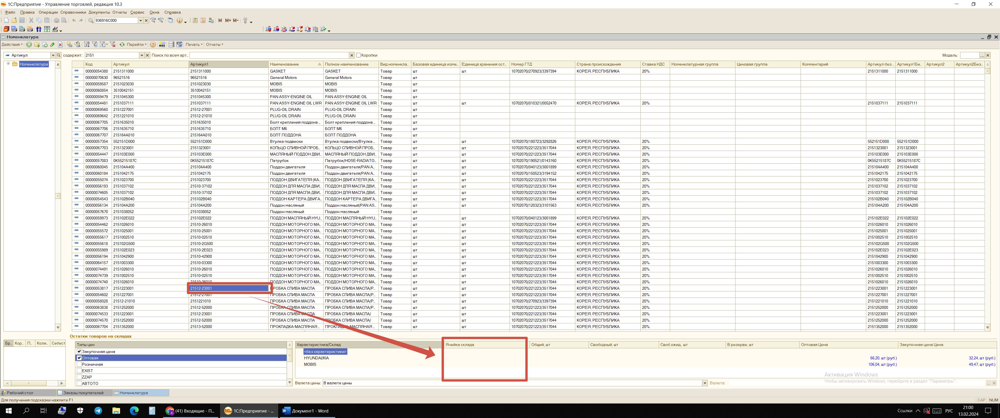 1С:Предприятие - Управление торговлей, редакция 10.3
Файл Правка Операции Справочники Документы Отчеты Сервис Окна Справка
936916C000 M M+ M-
Номенклатура
Действия Перейти Печать Отчеты
Артикул содержит: 2151 Поиск по всем арт... Коробки Модель:
Номенклатура
Код Артикул Артикул1 Наименование Полное наименование Вид номенкла... Базовая единица изме... Единица хранения ост... Номер ГТД Страна происхождения Ставка НДС Номенклатурная группа Ценовая группа Комментарий Артикул без ... Артикул1Бе... Артикул2 Артикул2Без...
00000054380 2151311000 2151311000 GASKET GASKET Товар шт шт 10702070/270923/3397394 КОРЕЯ, РЕСПУБЛИКА 20% 2151311000 2151311000
00000070630 96521516 96521516 General Motors General Motors Товар шт
00000059587 2151023030 2151023030 MOBIS MOBIS Товар шт
00000060854 3510042151 3510042151 MOBIS MOBIS Товар шт
00000059479 2151045300 2151045300 PAN ASSY-ENGINE OIL PAN ASSY-ENGINE OIL Товар шт
00000054481 2151037111 2151037111 PAN ASSY-ENGINE OIL LWR PAN ASSY-ENGINE OIL LWR Товар шт шт 10702070/010321/0052470 КОРЕЯ, РЕСПУБЛИКА 20% 2151037111 2151037111
00000069560 2151227001 21512-27001 PLUG-OIL DRAIN PLUG-OIL DRAIN Товар шт
00000069642 2151221010 21512-21010 PLUG-OIL DRAIN PLUG-OIL DRAIN Товар шт
00000067705 2151635010 2151635010 Болт крепления поддона ... Болт крепления поддона ... Товар шт
00000067706 2151635710 2151635710 БОЛТ М6 БОЛТ М6 Товар шт
00000067707 215164A010 215164A010 БОЛТ ПОДДОНА БОЛТ ПОДДОНА Товар шт
00000057354 552151D000 552151D000 Втулка подвески Втулка подвески/Втулка ... Товар шт шт 10702070/180723/3292826 КОРЕЯ, РЕСПУБЛИКА 20% 552151D000 552151D000
00000067703 2151323001 2151323001 КОЛЬЦО СЛИВНОЙ ПРОБ... КОЛЬЦО СЛИВНОЙ ПРОБ... Товар шт шт 10702070/221223/3517044 КОРЕЯ, РЕСПУБЛИКА 20% 2151323001 2151323001
00000054447 215103E000 215103E000 МАСЛЯНЫЙ ПОДДОН ДВИ... МАСЛЯНЫЙ ПОДДОН ДВИ... Товар шт шт 10702070/221223/3517044 КОРЕЯ, РЕСПУБЛИКА 20% 215103E000 215103E000
00000057083 0K55215187C 0K55215187C Патрубок Патрубок/HOSE-RADIATO... Товар шт шт 10702070/190521/0143160 КОРЕЯ, РЕСПУБЛИКА 20% 0K55215187C 0K55215187C
00000060045 215104A400 215104A400 Поддон двигателя Поддон двигателя/PAN A... Товар шт шт 10702070/040123/3001899 КОРЕЯ, РЕСПУБЛИКА 20% 215104A400 215104A400
00000060184 2151042175 2151042175 Поддон двигателя Поддон двигателя/PAN A... Товар шт шт 10702070/150523/3194152 КОРЕЯ, РЕСПУБЛИКА 20% 2151042175 2151042175
00000055074 2151023700 2151023700 ПОДДОН ДВИГАТЕЛЯ (КА... ПОДДОН ДВИГАТЕЛЯ (КА... Товар шт шт 10702070/221223/3517044 КОРЕЯ, РЕСПУБЛИКА 20% 2151023700 2151023700
00000056193 2151037102 21510-37102 ПОДДОН ДЛЯ МАСЛА ДВИ... ПОДДОН ДЛЯ МАСЛА ДВИ... Товар шт шт 10702070/221223/3517044 КОРЕЯ, РЕСПУБЛИКА 20% 2151037102 2151037102
00000074605 2151037102 21510-37102 ПОДДОН ДЛЯ МАСЛА ДВИ... ПОДДОН ДЛЯ МАСЛА ДВИ... Товар шт шт 10702070/221223/3517044 КОРЕЯ, РЕСПУБЛИКА 20% 2151037102 2151037102
00000054543 215102B040 215102B040 ПОДДОН КАРТЕРА ДВИГА... ПОДДОН КАРТЕРА ДВИГА... Товар шт шт 10702070/221223/3517044 КОРЕЯ, РЕСПУБЛИКА 20% 215102B040 215102B040
00000056134 215104A200 215104A200 Поддон масляный Поддон масляный/PAN AS... Товар шт шт 10702070/120323/3101563 КОРЕЯ, РЕСПУБЛИКА 20% 215104A200 215104A200
00000057670 2151038052 2151038052 Поддон масляный Поддон масляный Товар шт
00000059973 215102E022 215102E022 ПОДДОН МАСЛЯНЫЙ HYU... ПОДДОН МАСЛЯНЫЙ HYU... Товар шт шт 10702070/040123/3001899 КОРЕЯ, РЕСПУБЛИКА 20% 215102E022 215102E022
00000054462 2151026010 21510-26010 ПОДДОН МОТОРНОГО МА... ПОДДОН МОТОРНОГО МА... Товар шт шт 10702070/221223/3517044 КОРЕЯ, РЕСПУБЛИКА 20% 2151026010 2151026010
00000055572 2151025001 21510-25001 ПОДДОН МОТОРНОГО МА... ПОДДОН МОТОРНОГО МА... Товар шт шт 10702070/221223/3517044 КОРЕЯ, РЕСПУБЛИКА 20% 2151025001 2151025001
00000055617 2151002510 21510-02510 ПОДДОН МОТОРНОГО МА... ПОДДОН МОТОРНОГО МА... Товар шт шт 10702070/221223/3517044 КОРЕЯ, РЕСПУБЛИКА 20% 2151002510 2151002510
00000055618 215102G500 21510-2G500 ПОДДОН МОТОРНОГО МА... ПОДДОН МОТОРНОГО МА... Товар шт шт 10702070/221223/3517044 КОРЕЯ, РЕСПУБЛИКА 20% 215102G500 215102G500
00000055989 215102E023 21510-2E023 ПОДДОН МОТОРНОГО МА... ПОДДОН МОТОРНОГО МА... Товар шт шт 10702070/221223/3517044 КОРЕЯ, РЕСПУБЛИКА 20% 215102E023 215102E023
00000056194 2151042900 21510-42900 ПОДДОН МОТОРНОГО МА... ПОДДОН МОТОРНОГО МА... Товар шт шт 10702070/221223/3517044 КОРЕЯ, РЕСПУБЛИКА 20% 2151042900 2151042900
00000064157 2151003300 21510-03300 ПОДДОН МОТОРНОГО МА... ПОДДОН МОТОРНОГО МА... Товар шт шт 10702070/221223/3517044 КОРЕЯ, РЕСПУБЛИКА 20% 2151003300 2151003300
00000074491 2151026010 21510-26010 ПОДДОН МОТОРНОГО МА... ПОДДОН МОТОРНОГО МА... Товар шт шт 10702070/221223/3517044 КОРЕЯ, РЕСПУБЛИКА 20% 2151026010 2151026010
00000074739 2151002510 21510-02510 ПОДДОН МОТОРНОГО МА... ПОДДОН МОТОРНОГО МА... Товар шт шт 10702070/221223/3517044 КОРЕЯ, РЕСПУБЛИКА 20% 2151002510 2151002510
00000074740 2151026010 21510-26010 ПОДДОН МОТОРНОГО МА... ПОДДОН МОТОРНОГО МА... Товар шт шт 10702070/221223/3517044 КОРЕЯ, РЕСПУБЛИКА 20% 2151026010 2151026010
00000053817 2151223001 21512-23001 ПРОБКА СЛИВА МАСЛА ПРОБКА СЛИВА МАСЛА/P... Товар шт шт 10702070/221223/3517044 КОРЕЯ, РЕСПУБЛИКА 20% 2151223001 2151223001
00000054602 2151227001 21512-27001 ПРОБКА СЛИВА МАСЛА ПРОБКА СЛИВА МАСЛА/P... Товар шт шт 10702070/221223/3517044 КОРЕЯ, РЕСПУБЛИКА 20% 2151227001 2151227001
00000058028 21512-21010 2151221010 ПРОБКА СЛИВА МАСЛА ПРОБКА СЛИВА МАСЛА/P... Товар шт шт 10702070/270923/3397394 КОРЕЯ, РЕСПУБЛИКА 20% 2151221010 2151221010
00000063838 2151252000 21512-52000 ПРОБКА СЛИВА МАСЛА ПРОБКА СЛИВА МАСЛА/P... Товар шт шт 10702070/221223/3517044 КОРЕЯ, РЕСПУБЛИКА 20% 2151252000 2151252000
00000074533 2151223001 21512-23001 ПРОБКА СЛИВА МАСЛА ПРОБКА СЛИВА МАСЛА/ Товар шт шт 10702070/221223/3517044 КОРЕЯ, РЕСПУБЛИКА 20% 2151223001 2151223001
00000074570 2151252000 21512-52000 ПРОБКА СЛИВА МАСЛА ПРОБКА СЛИВА МАСЛА/ Товар шт шт 10702070/221223/3517044 КОРЕЯ, РЕСПУБЛИКА 20% 2151252000 2151252000
00000067704 2151352000 21513-52000 ПРОКЛАДКА-МАСЛЯНАЯ ... ПРОКЛАДКА-МАСЛЯНАЯ ... Товар шт шт 10702070/221223/3517044 КОРЕЯ, РЕСПУБЛИКА 20% 2151352000 2151352000
Остатки товаров на складах
Бр... Кор... П... Коли... Себест Типы цен Характеристика/Склад Ячейка склада Общий, шт Свободный, шт Своб.ожид., шт В резерве, шт Оптовая Цена Закупочная цена Цена
Закупочная цена <без характеристики>
Оптовая HYUNDAI/KIA 66,20, шт (руб.) 32,24, шт (руб.)
Розничная MOBIS 106,04, шт (руб.) 49,47, шт (руб.)
EXIST
ZZAP
АВТОТО
Активация Windows
Чтобы активировать Windows, перейдите в раздел "Параметры".
Валюта цены: В валюте цены Валюта:
Рабочий стол Заказы покупателей Номенклатура
Для получения подсказки нажмите F1 CAP NUM
(41) Входящие - П... 1С:Предприятие - ... Документ1 - Word Ссылки РУС 21:00
13.02.2024